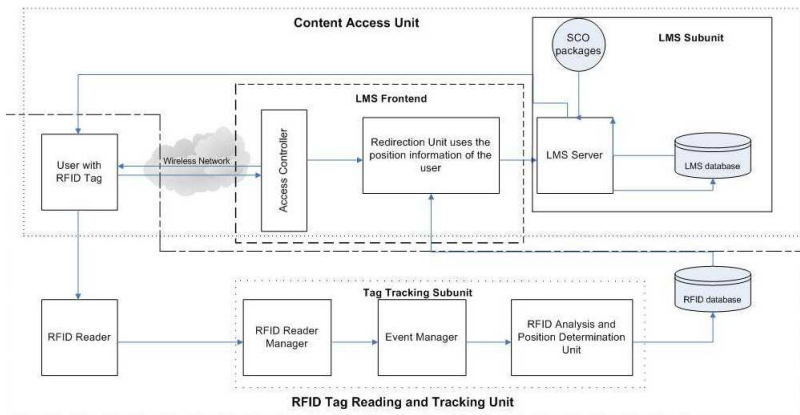 Content Access Unit
SCO
packages
LMS Subunit
LMS Frontend
User with
RFID Tag
Wireless Network
Access Controller
Redirection Unit uses the
position information of the
user
LMS Server
LMS database
RFID database
Tag Tracking Subunit
RFID Reader
RFID Reader
Manager
Event Manager
RFID Analysis and
Position Determination
Unit
RFID Tag Reading and Tracking Unit